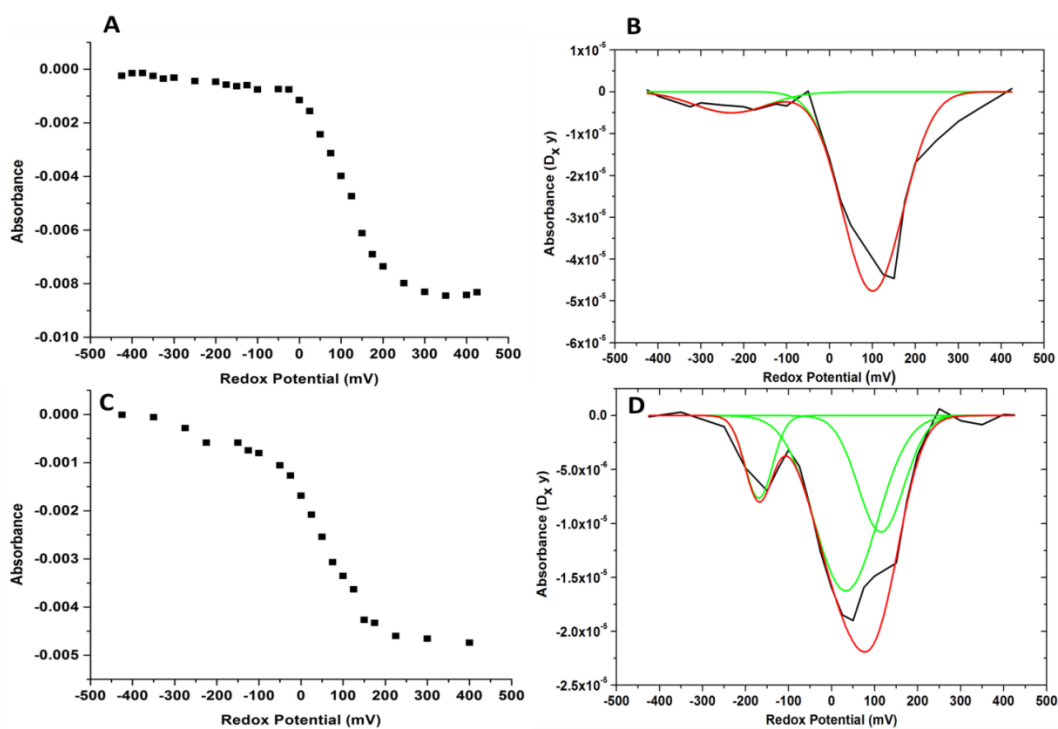 A
0.000
-0.002
-0.004
-0.006
-0.008
-0.010
Absorbance
-500 -400 -300 -200 -100 0 100 200 300 400 500
Redox Potential (mV)
B
1x10⁻⁵
0
-1x10⁻⁵
-2x10⁻⁵
-3x10⁻⁵
-4x10⁻⁵
-5x10⁻⁵
-6x10⁻⁵
Absorbance (Dₓ y)
-500 -400 -300 -200 -100 0 100 200 300 400 500
Redox Potential (mV)
C
0.000
-0.001
-0.002
-0.003
-0.004
-0.005
Absorbance
-500 -400 -300 -200 -100 0 100 200 300 400 500
Redox Potential (mV)
D
0.0
-5.0x10⁻⁶
-1.0x10⁻⁵
-1.5x10⁻⁵
-2.0x10⁻⁵
-2.5x10⁻⁵
Absorbance (Dₓ y)
-500 -400 -300 -200 -100 0 100 200 300 400 500
Redox Potential (mV)